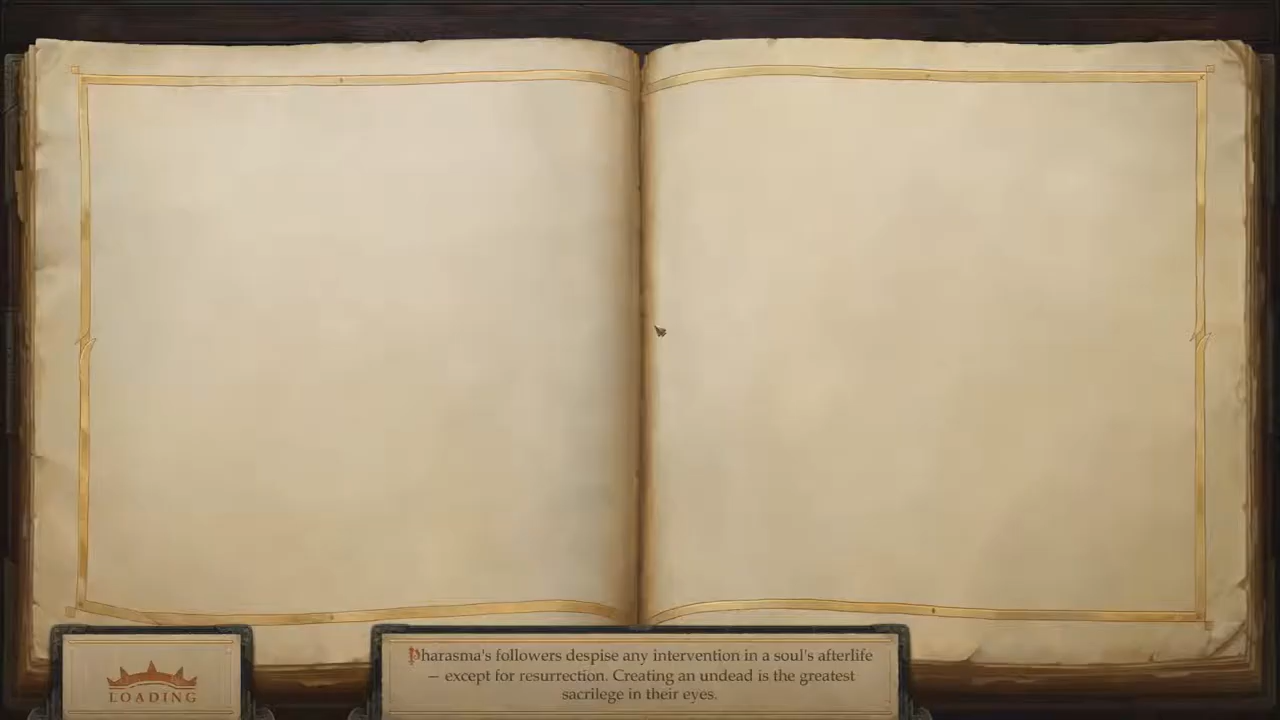 LOADING
Pharasma's followers despise any intervention in a soul's afterlife
– except for resurrection. Creating an undead is the greatest
sacrilege in their eyes.